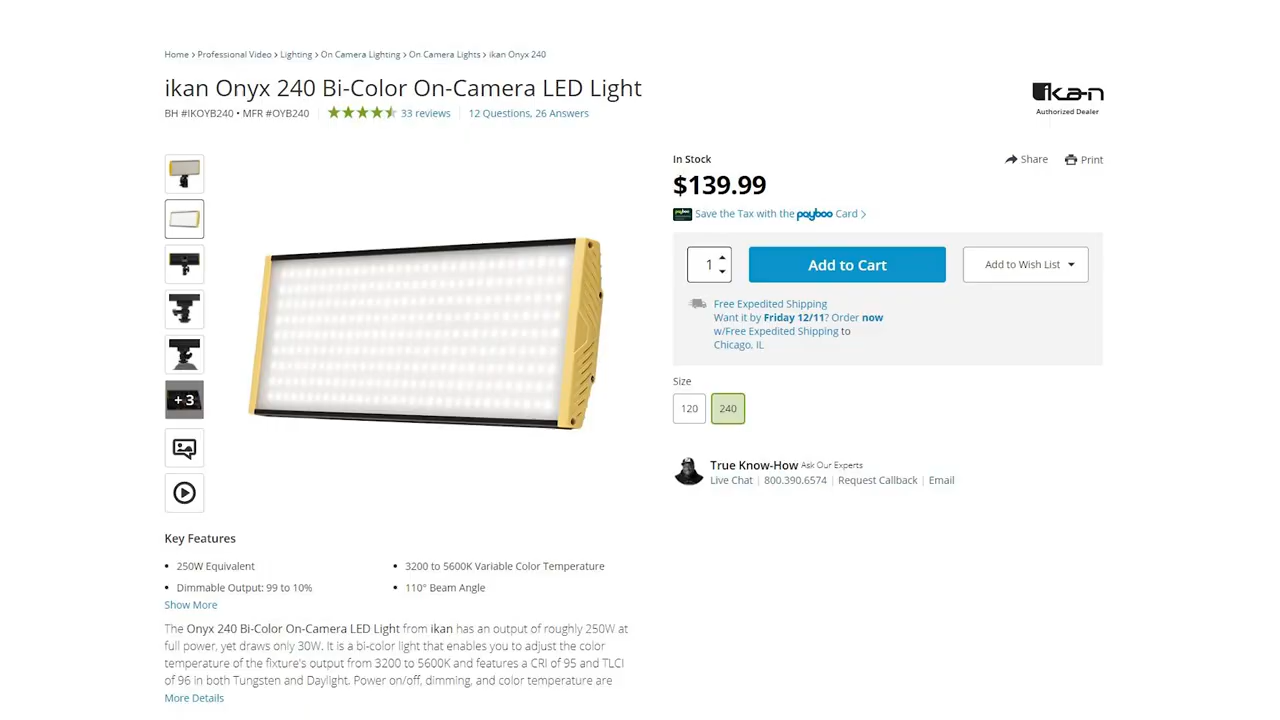 Home > Professional Video > Lighting > On Camera Lighting > On Camera Lights > ikan Onyx 240
ikan Onyx 240 Bi-Color On-Camera LED Light
BH #IKOYB240 • MFR #OYB240 33 reviews 12 Questions, 26 Answers
ikan
Authorized Dealer
In Stock
Share Print
$139.99
Save the Tax with the payboo Card >
1 Add to Cart Add to Wish List
Free Expedited Shipping
Want it by Friday 12/11? Order now
w/Free Expedited Shipping to
Chicago, IL
Size
120 240
+ 3
True Know-How Ask Our Experts
Live Chat | 800.390.6574 | Request Callback | Email
Key Features
• 250W Equivalent
• 3200 to 5600K Variable Color Temperature
• Dimmable Output: 99 to 10%
• 110° Beam Angle
Show More
The Onyx 240 Bi-Color On-Camera LED Light from ikan has an output of roughly 250W at
full power, yet draws only 30W. It is a bi-color light that enables you to adjust the color
temperature of the fixture's output from 3200 to 5600K and features a CRI of 95 and TLCI
of 96 in both Tungsten and Daylight. Power on/off, dimming, and color temperature are
More Details